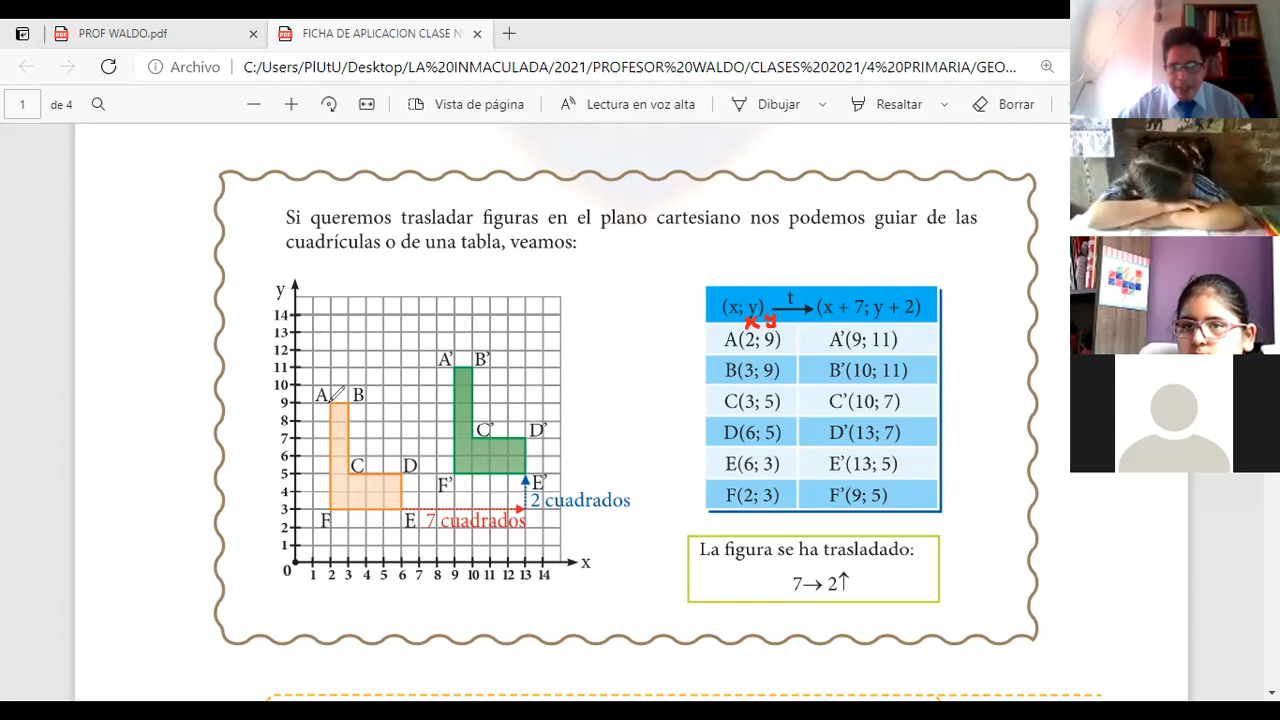 PROF WALDO.pdf
FICHA DE APLICACION CLASE N
Archivo
C:/Users/PlUtU/Desktop/LA%20INMACULADA/2021/PROFESOR%20WALDO/CLASES%202021/4%20PRIMARIA/GEO...
1
de 4
Vista de página
Lectura en voz alta
Dibujar
Resaltar
Borrar
Si queremos trasladar figuras en el plano cartesiano nos podemos guiar de las
cuadrículas o de una tabla, veamos:
y
14
13
12
11
10
9
8
7
6
5
4
3
2
1
0
1 2 3 4 5 6 7 8 9 10 11 12 13 14
x
A B
C D
F E
A' B'
C' D'
F' E'
7 cuadrados
2 cuadrados
(x; y) t → (x + 7; y + 2)
x y
A(2; 9) A'(9; 11)
B(3; 9) B'(10; 11)
C(3; 5) C'(10; 7)
D(6; 5) D'(13; 7)
E(6; 3) E'(13; 5)
F(2; 3) F'(9; 5)
La figura se ha trasladado:
7→ 2↑